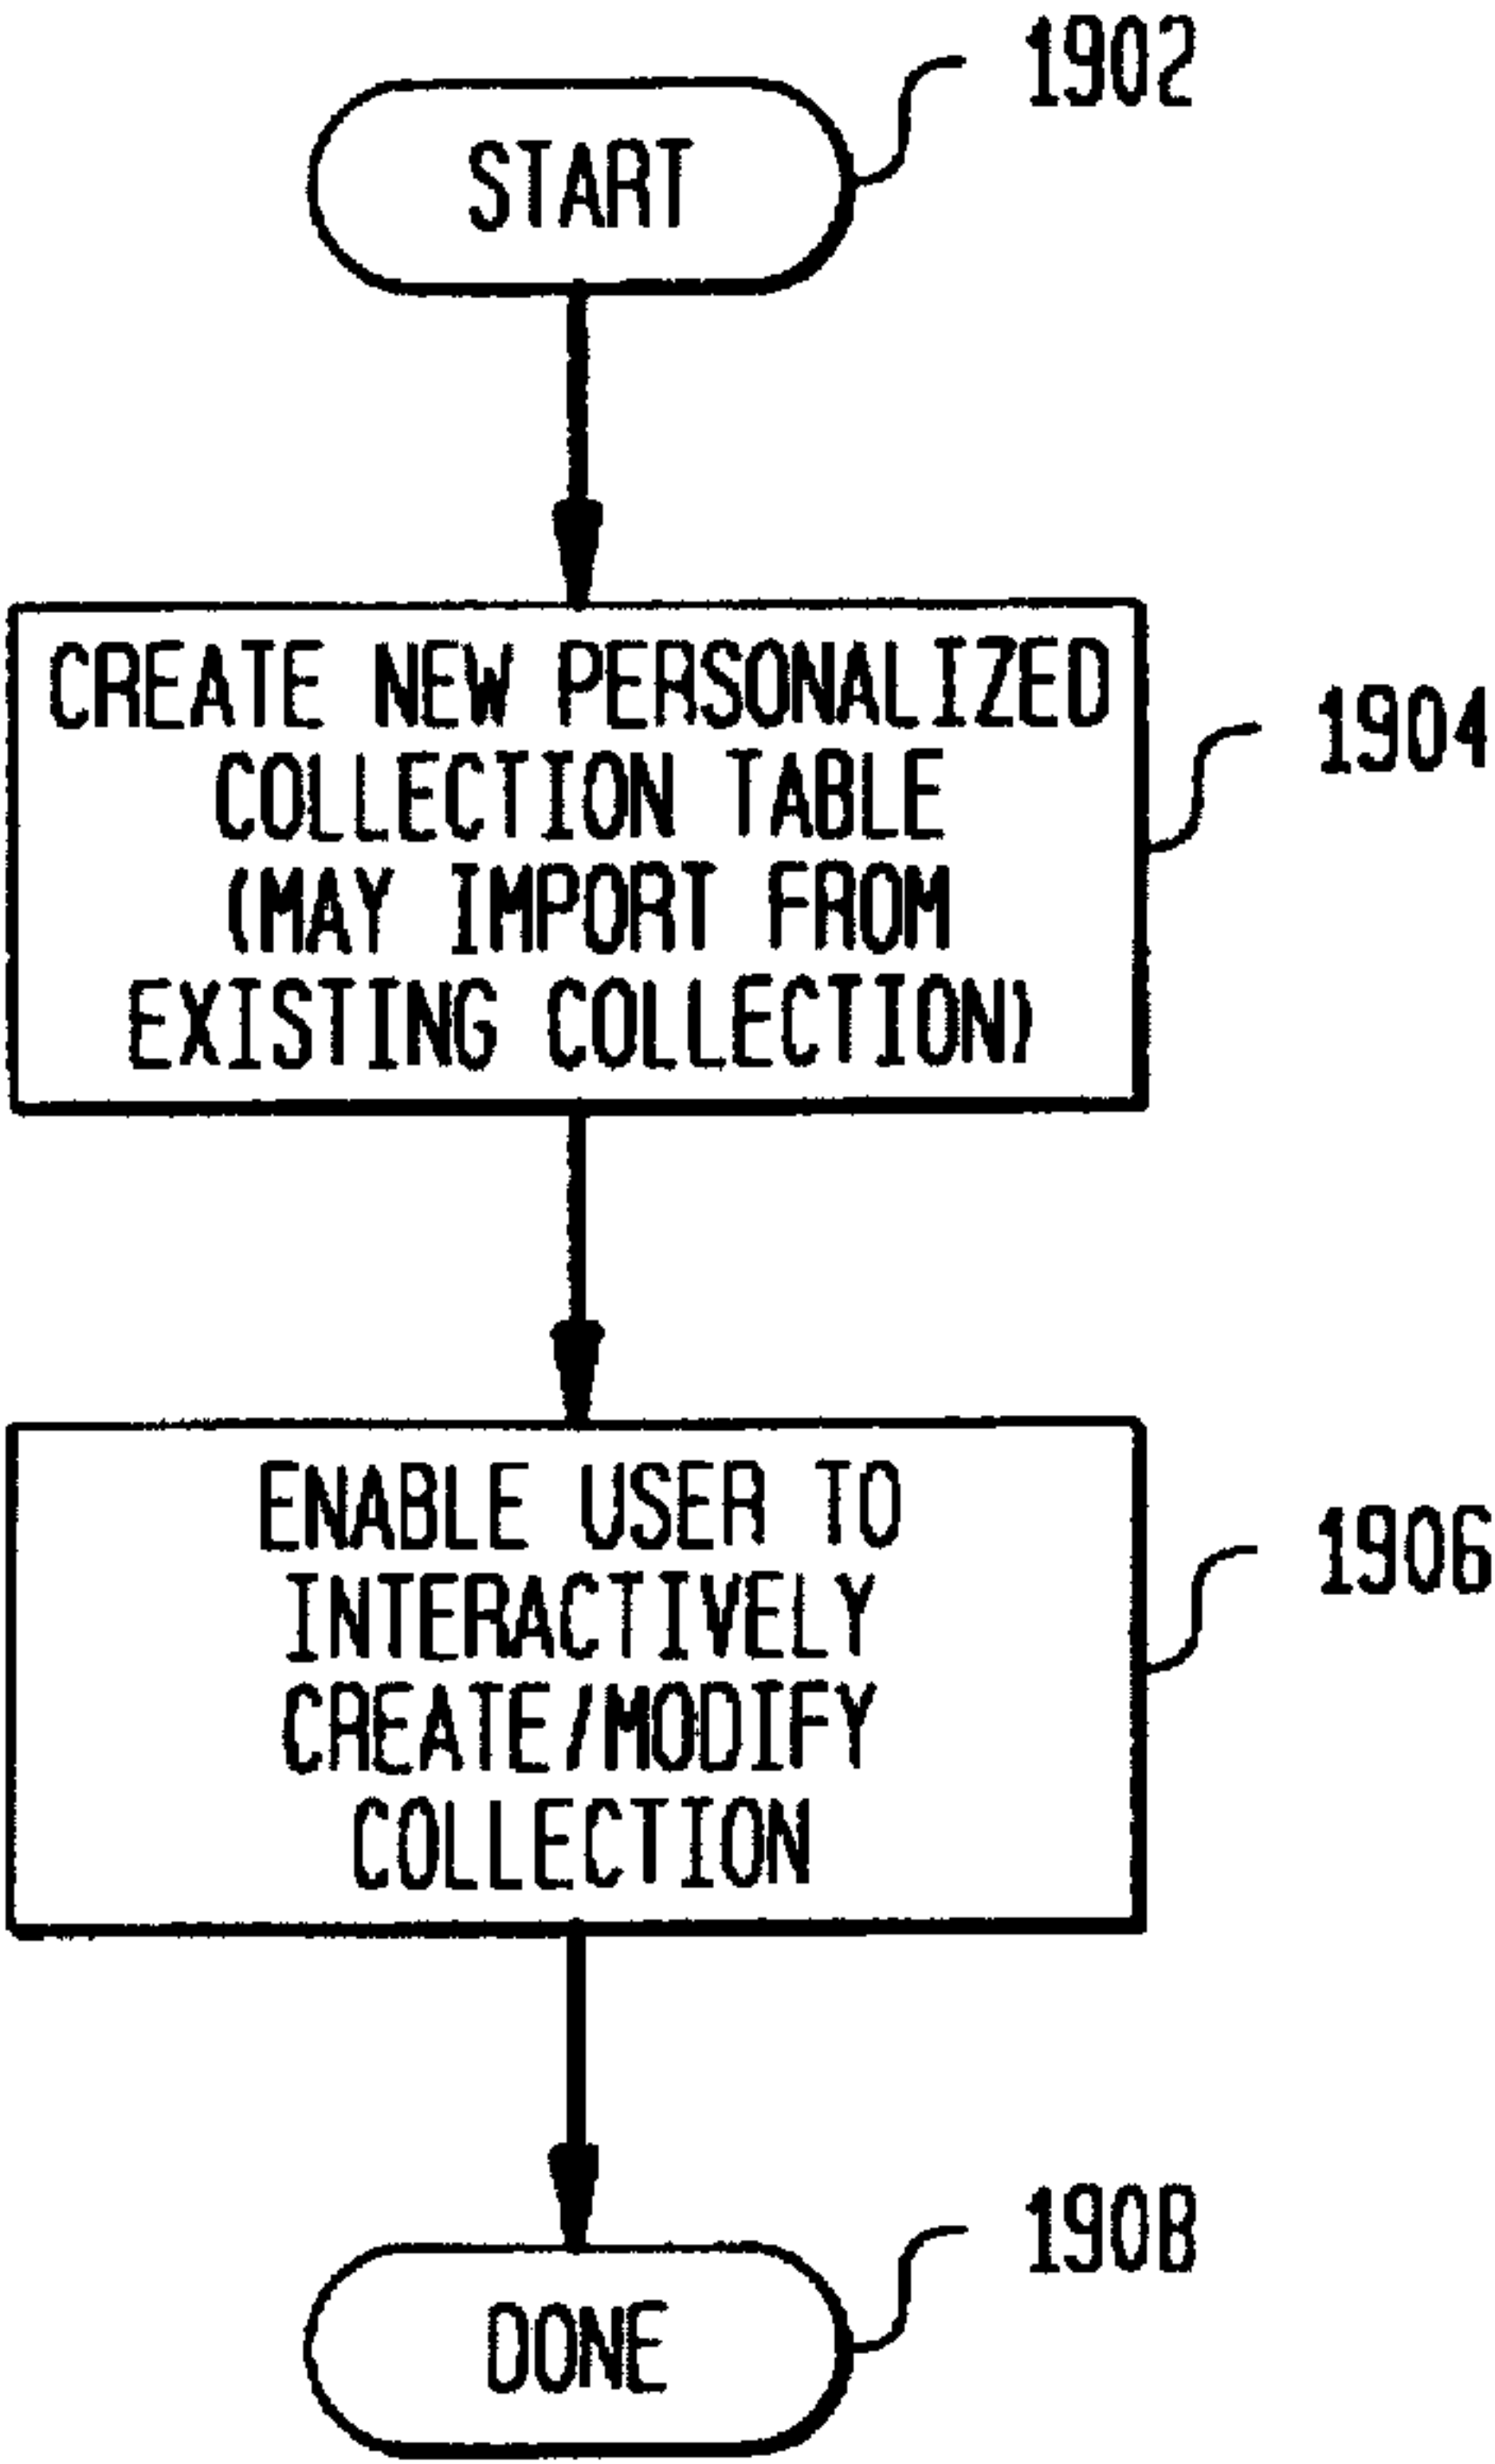 1902
START
CREATE NEW PERSONALIZED
COLLECTION TABLE
(MAY IMPORT FROM
EXISTING COLLECTION)
1904
ENABLE USER TO
INTERACTIVELY
CREATE/MODIFY
COLLECTION
1906
1908
DONE